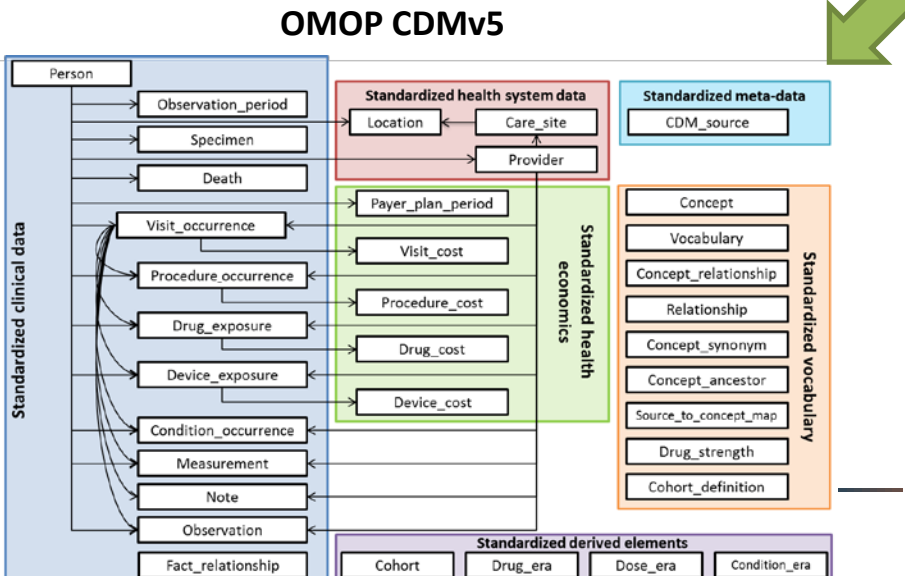 OMOP CDMv5
Person
Observation_period
Specimen
Death
Visit_occurrence
Procedure_occurrence
Drug_exposure
Device_exposure
Condition_occurrence
Measurement
Note
Observation
Fact_relationship
Standardized clinical data
Standardized health system data
Location
Care_site
Provider
Payer_plan_period
Visit_cost
Procedure_cost
Drug_cost
Device_cost
Standardized health
economics
Standardized meta-data
CDM_source
Concept
Vocabulary
Concept_relationship
Relationship
Concept_synonym
Concept_ancestor
Source_to_concept_map
Drug_strength
Cohort_definition
Standardized vocabulary
Standardized derived elements
Cohort
Drug_era
Dose_era
Condition_era